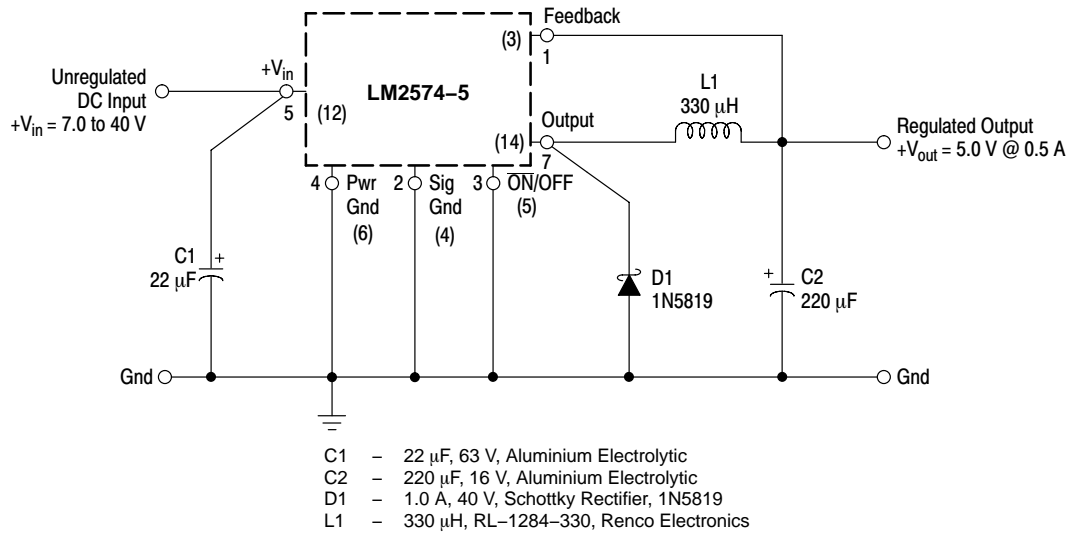 Feedback
(3)
1
Unregulated
DC Input
+Vin = 7.0 to 40 V
+Vin
5
(12)
LM2574–5
L1
330 μH
Output
(14)
7
Regulated Output
+Vout = 5.0 V @ 0.5 A
4 Pwr
Gnd
(6)
2 Sig
Gnd
(4)
3 ON/OFF
(5)
C1
22 μF
+
D1
1N5819
+
C2
220 μF
Gnd
Gnd
C1 – 22 μF, 63 V, Aluminium Electrolytic
C2 – 220 μF, 16 V, Aluminium Electrolytic
D1 – 1.0 A, 40 V, Schottky Rectifier, 1N5819
L1 – 330 μH, RL–1284–330, Renco Electronics